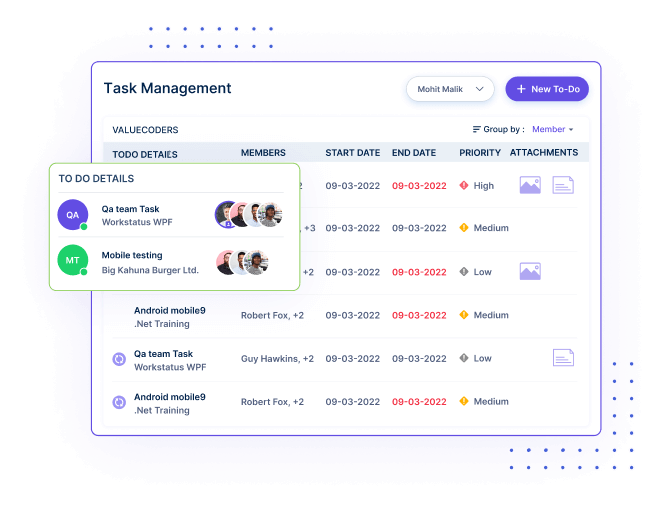 Task Management
Mohit Malik
+ New To-Do
VALUECODERS
Group by : Member
TODO DETAIES MEMBERS START DATE END DATE PRIORITY ATTACHMENTS
TO DO DETAILS
QA
Qa team Task
Workstatus WPF
MT
Mobile testing
Big Kahuna Burger Ltd.
2 09-03-2022 09-03-2022 High
, +3 09-03-2022 09-03-2022 Medium
+2 09-03-2022 09-03-2022 Low
Android mobile9
.Net Training
Robert Fox, +2 09-03-2022 09-03-2022 Medium
Qa team Task
Workstatus WPF
Guy Hawkins, +2 09-03-2022 09-03-2022 Low
Android mobile9
.Net Training
Robert Fox, +2 09-03-2022 09-03-2022 Medium